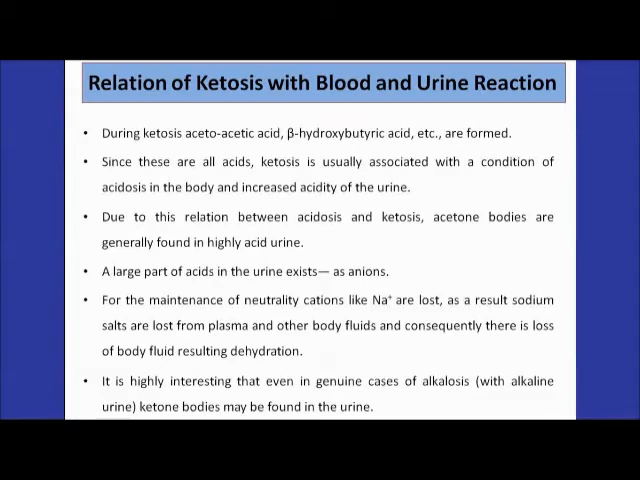 Relation of Ketosis with Blood and Urine Reaction
• During ketosis aceto-acetic acid, β-hydroxybutyric acid, etc., are formed.
• Since these are all acids, ketosis is usually associated with a condition of
acidosis in the body and increased acidity of the urine.
• Due to this relation between acidosis and ketosis, acetone bodies are
generally found in highly acid urine.
• A large part of acids in the urine exists— as anions.
• For the maintenance of neutrality cations like Na⁺ are lost, as a result sodium
salts are lost from plasma and other body fluids and consequently there is loss
of body fluid resulting dehydration.
• It is highly interesting that even in genuine cases of alkalosis (with alkaline
urine) ketone bodies may be found in the urine.